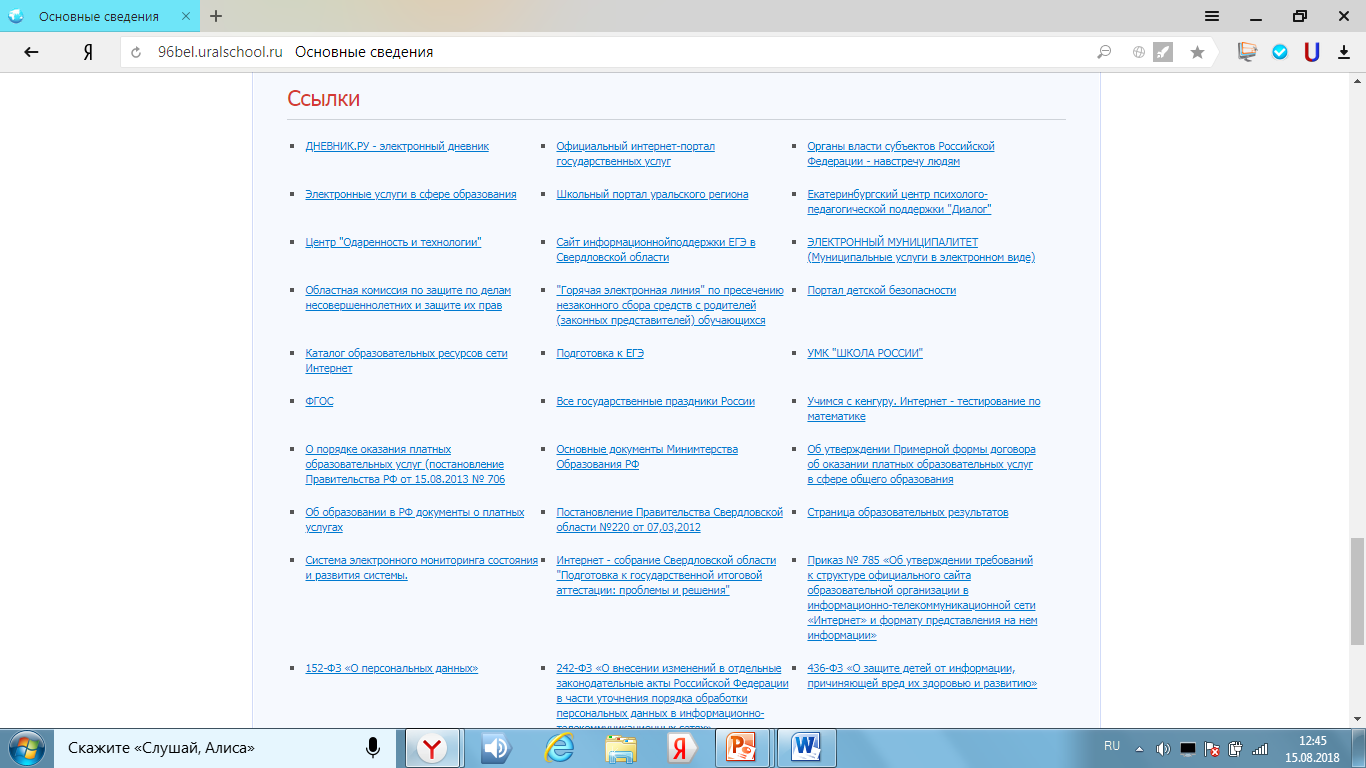 Основные сведения
96bel.uralschool.ru Основные сведения
Ссылки
ДНЕВНИК.РУ - электронный дневник
Официальный интернет-портал
государственных услуг
Органы власти субъектов Российской
Федерации - навстречу людям
Электронные услуги в сфере образования
Школьный портал уральского региона
Екатеринбургский центр психолого-
педагогической поддержки "Диалог"
Центр "Одаренность и технологии"
Сайт информационнойподдержки ЕГЭ в
Свердловской области
ЭЛЕКТРОННЫЙ МУНИЦИПАЛИТЕТ
(Муниципальные услуги в электронном виде)
Областная комиссия по защите по делам
несовершеннолетних и защите их прав
"Горячая электронная линия" по пресечению
незаконного сбора средств с родителей
(законных представителей) обучающихся
Портал детской безопасности
Каталог образовательных ресурсов сети
Интернет
Подготовка к ЕГЭ
УМК "ШКОЛА РОССИИ"
ФГОС
Все государственные праздники России
Учимся с кенгуру. Интернет - тестирование по
математике
О порядке оказания платных
образовательных услуг (постановление
Правительства РФ от 15.08.2013 № 706
Основные документы Минимтерства
Образования РФ
Об утверждении Примерной формы договора
об оказании платных образовательных услуг
в сфере общего образования
Об образовании в РФ документы о платных
услугах
Постановление Правительства Свердловской
области №220 от 07,03,2012
Страница образовательных результатов
Система электронного мониторинга состояния
и развития системы.
Интернет - собрание Свердловской области
"Подготовка к государственной итоговой
аттестации: проблемы и решения"
Приказ № 785 «Об утверждении требований
к структуре официального сайта
образовательной организации в
информационно-телекоммуникационной сети
«Интернет» и формату представления на нем
информации»
152-ФЗ «О персональных данных»
242-ФЗ «О внесении изменений в отдельные
законодательные акты Российской Федерации
в части уточнения порядка обработки
персональных данных в информационно-
телекоммуникационных сетях»
436-ФЗ «О защите детей от информации,
причиняющей вред их здоровью и развитию»
Скажите «Слушай, Алиса»
RU
12:45
15.08.2018